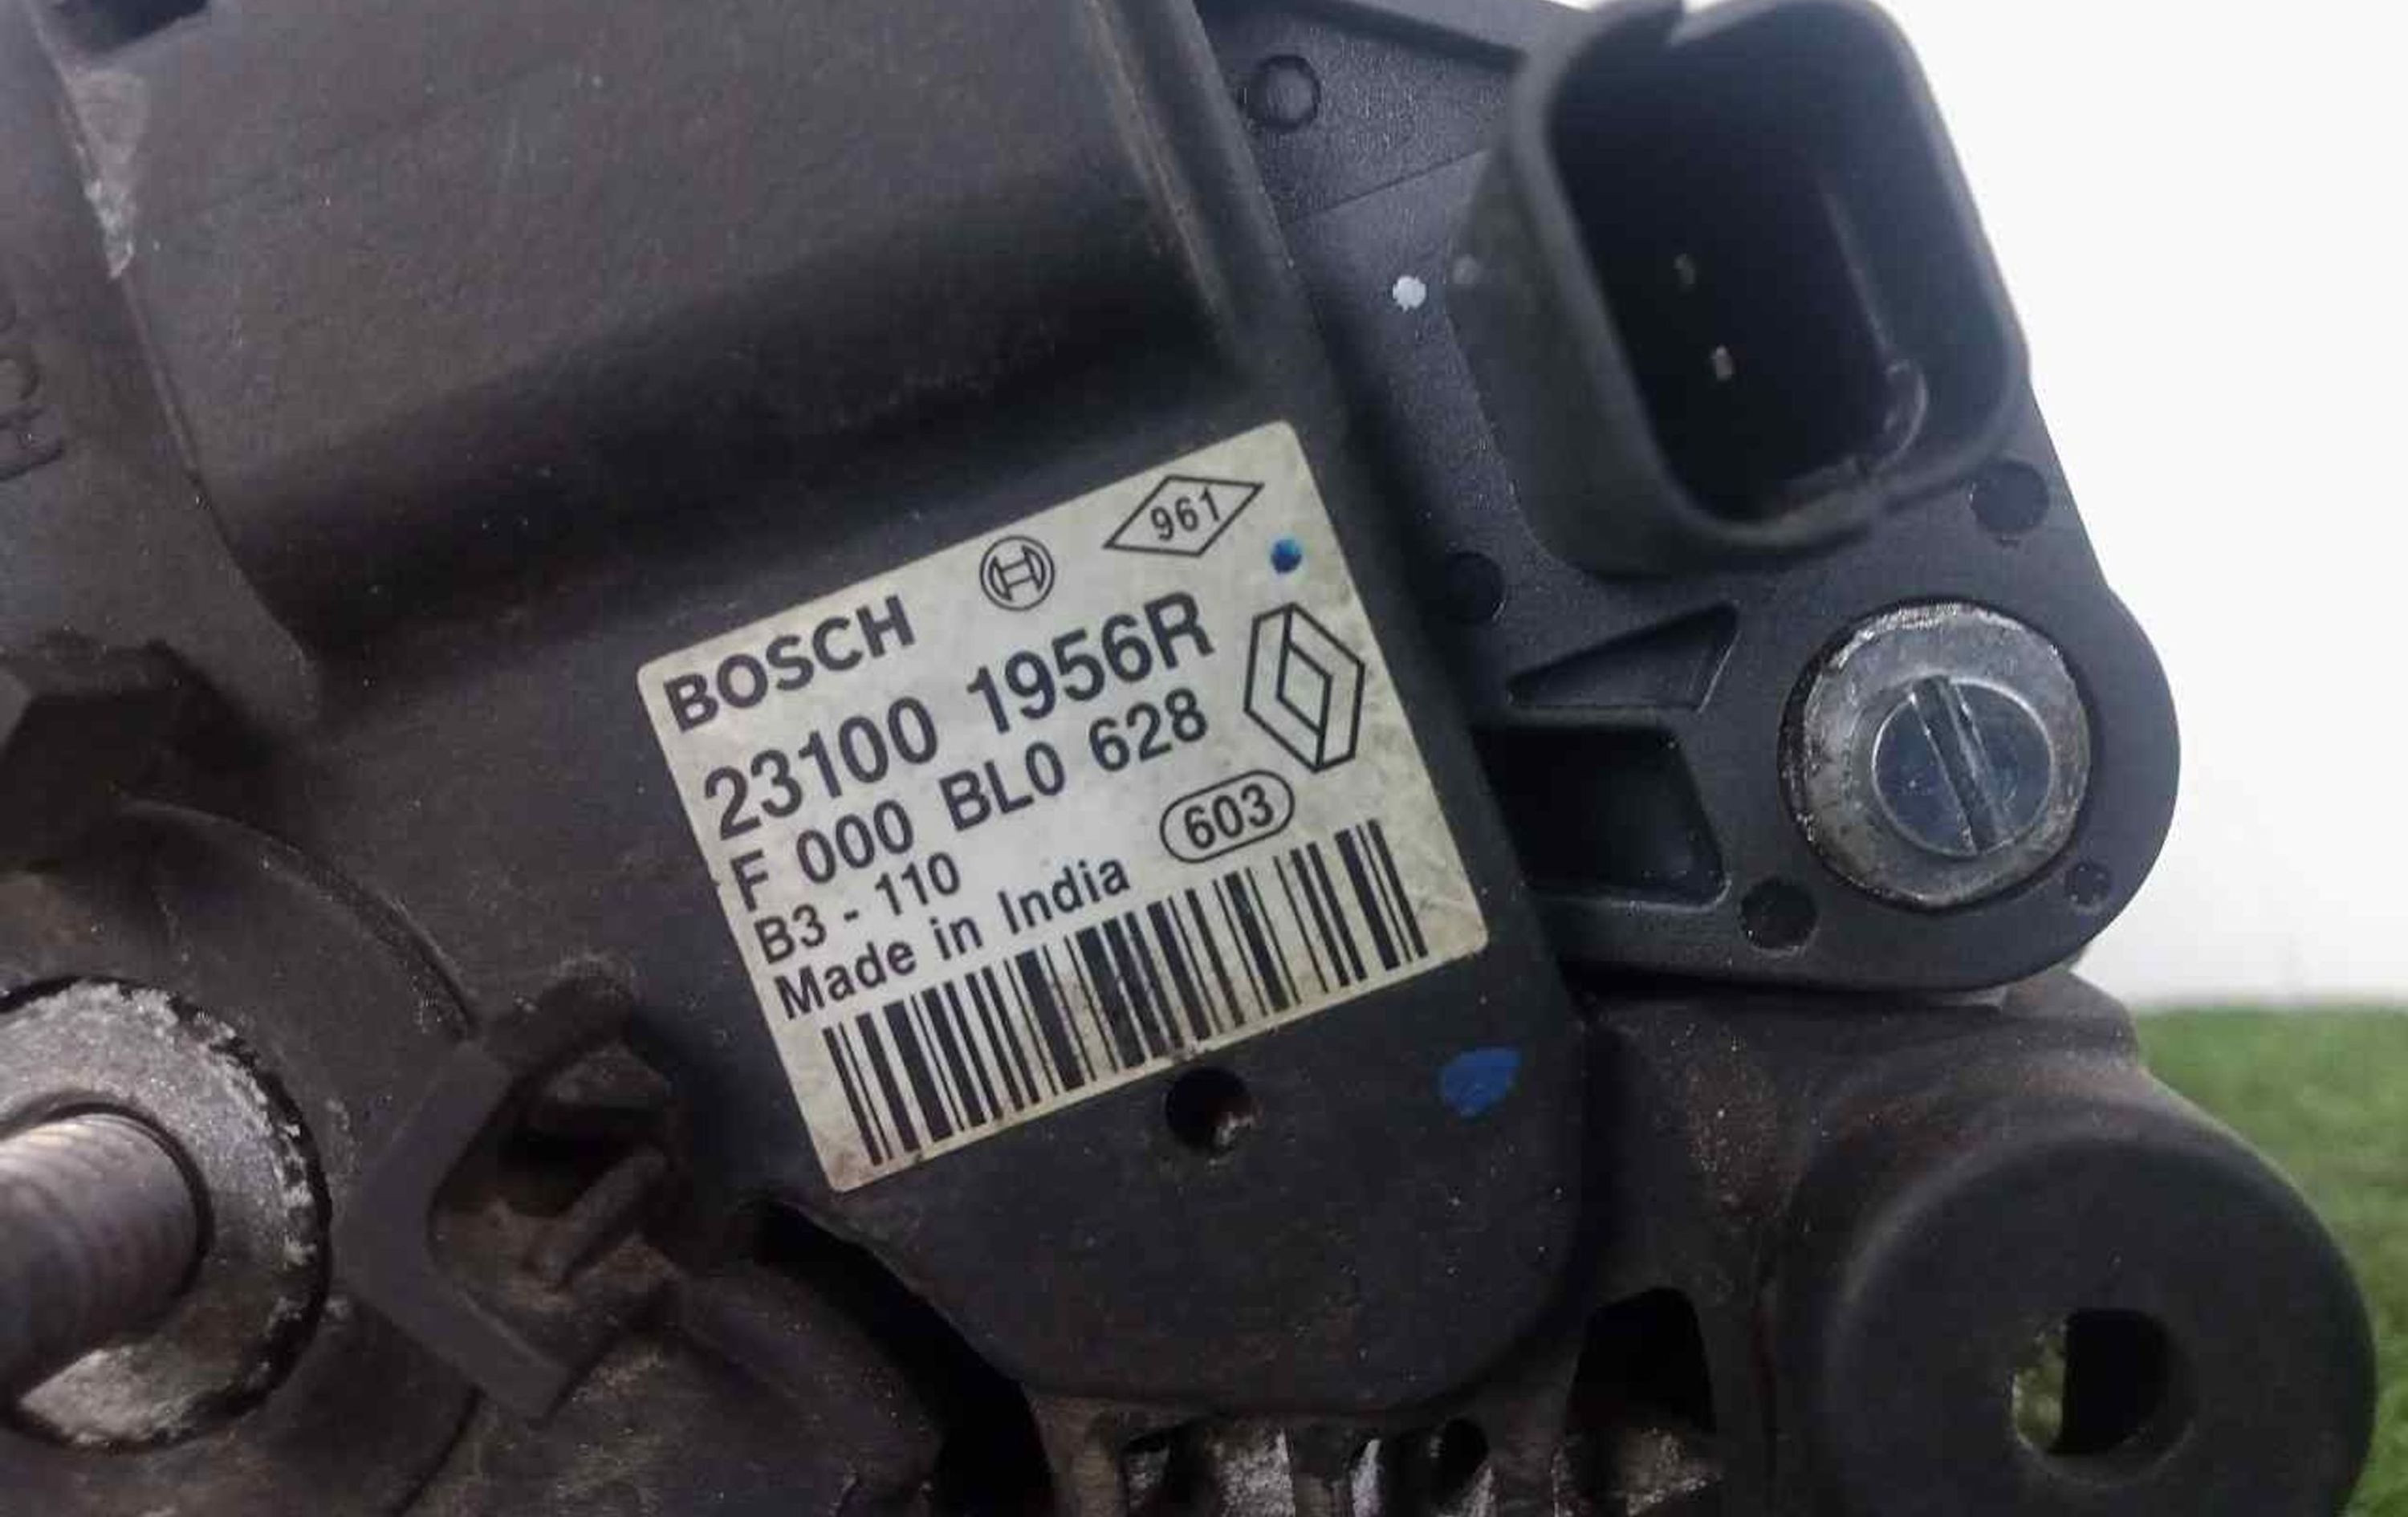 BOSCH 961
23100 1956R
F 000 BL0 628
B3 - 110
Made in India 603